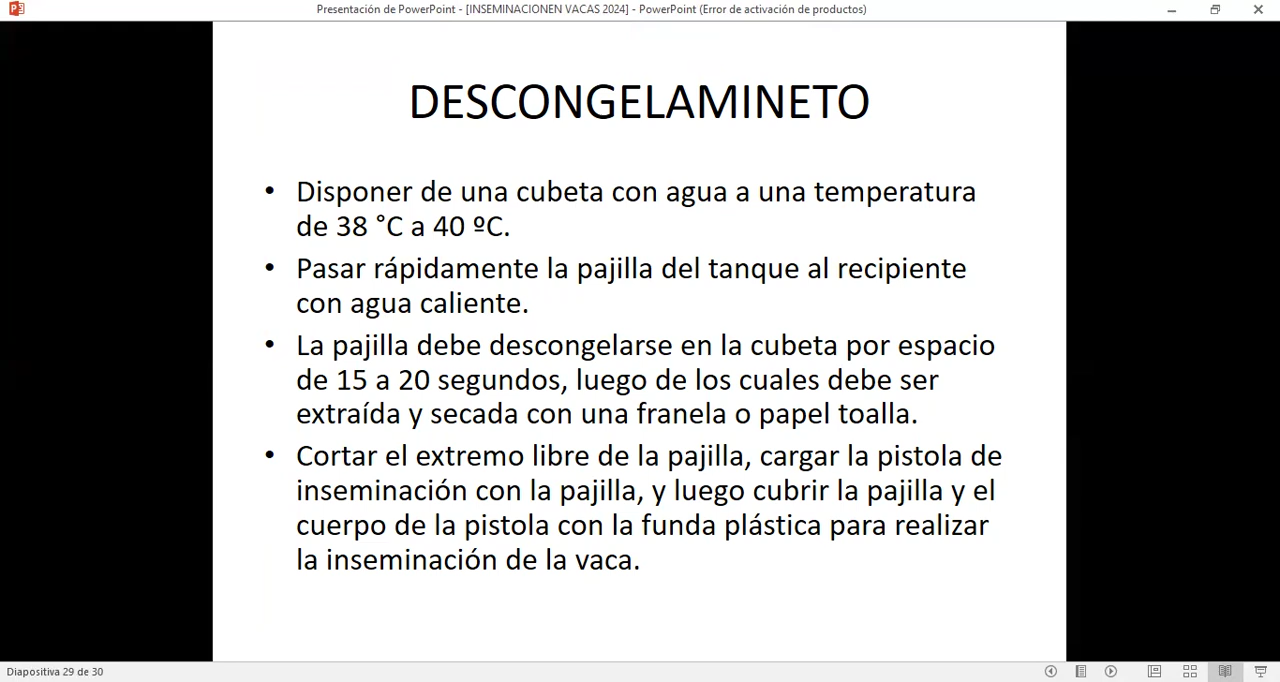 Presentación de PowerPoint - [INSEMINACIONEN VACAS 2024] - PowerPoint (Error de activación de productos)
DESCONGELAMINETO
• Disponer de una cubeta con agua a una temperatura
de 38 °C a 40 ºC.
• Pasar rápidamente la pajilla del tanque al recipiente
con agua caliente.
• La pajilla debe descongelarse en la cubeta por espacio
de 15 a 20 segundos, luego de los cuales debe ser
extraída y secada con una franela o papel toalla.
• Cortar el extremo libre de la pajilla, cargar la pistola de
inseminación con la pajilla, y luego cubrir la pajilla y el
cuerpo de la pistola con la funda plástica para realizar
la inseminación de la vaca.
Diapositiva 29 de 30